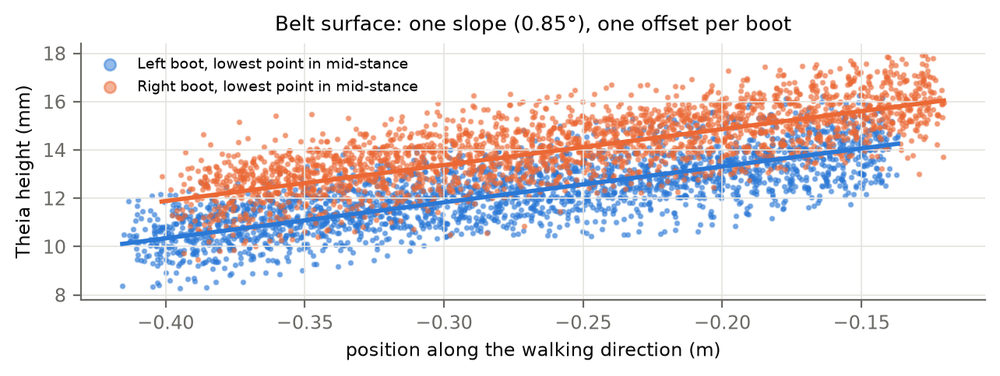 Belt surface: one slope (0.85°), one offset per boot
Left boot, lowest point in mid-stance
Right boot, lowest point in mid-stance
Theia height (mm)
18
16
14
12
10
8
−0.40
−0.35
−0.30
−0.25
−0.20
−0.15
position along the walking direction (m)